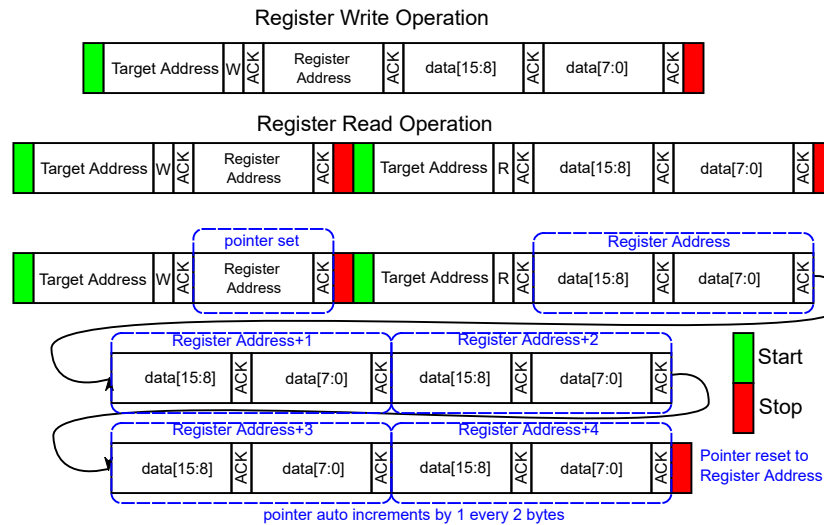 Register Write Operation
Target Address W ACK Register Address ACK data[15:8] ACK data[7:0] ACK
Register Read Operation
Target Address W ACK Register Address ACK Target Address R ACK data[15:8] ACK data[7:0] ACK
pointer set Register Address
Target Address W ACK Register Address ACK Target Address R ACK data[15:8] ACK data[7:0] ACK
Register Address+1 Register Address+2
data[15:8] ACK data[7:0] ACK data[15:8] ACK data[7:0] ACK
Start
Stop
Register Address+3 Register Address+4
data[15:8] ACK data[7:0] ACK data[15:8] ACK data[7:0] ACK
Pointer reset to
Register Address
pointer auto increments by 1 every 2 bytes